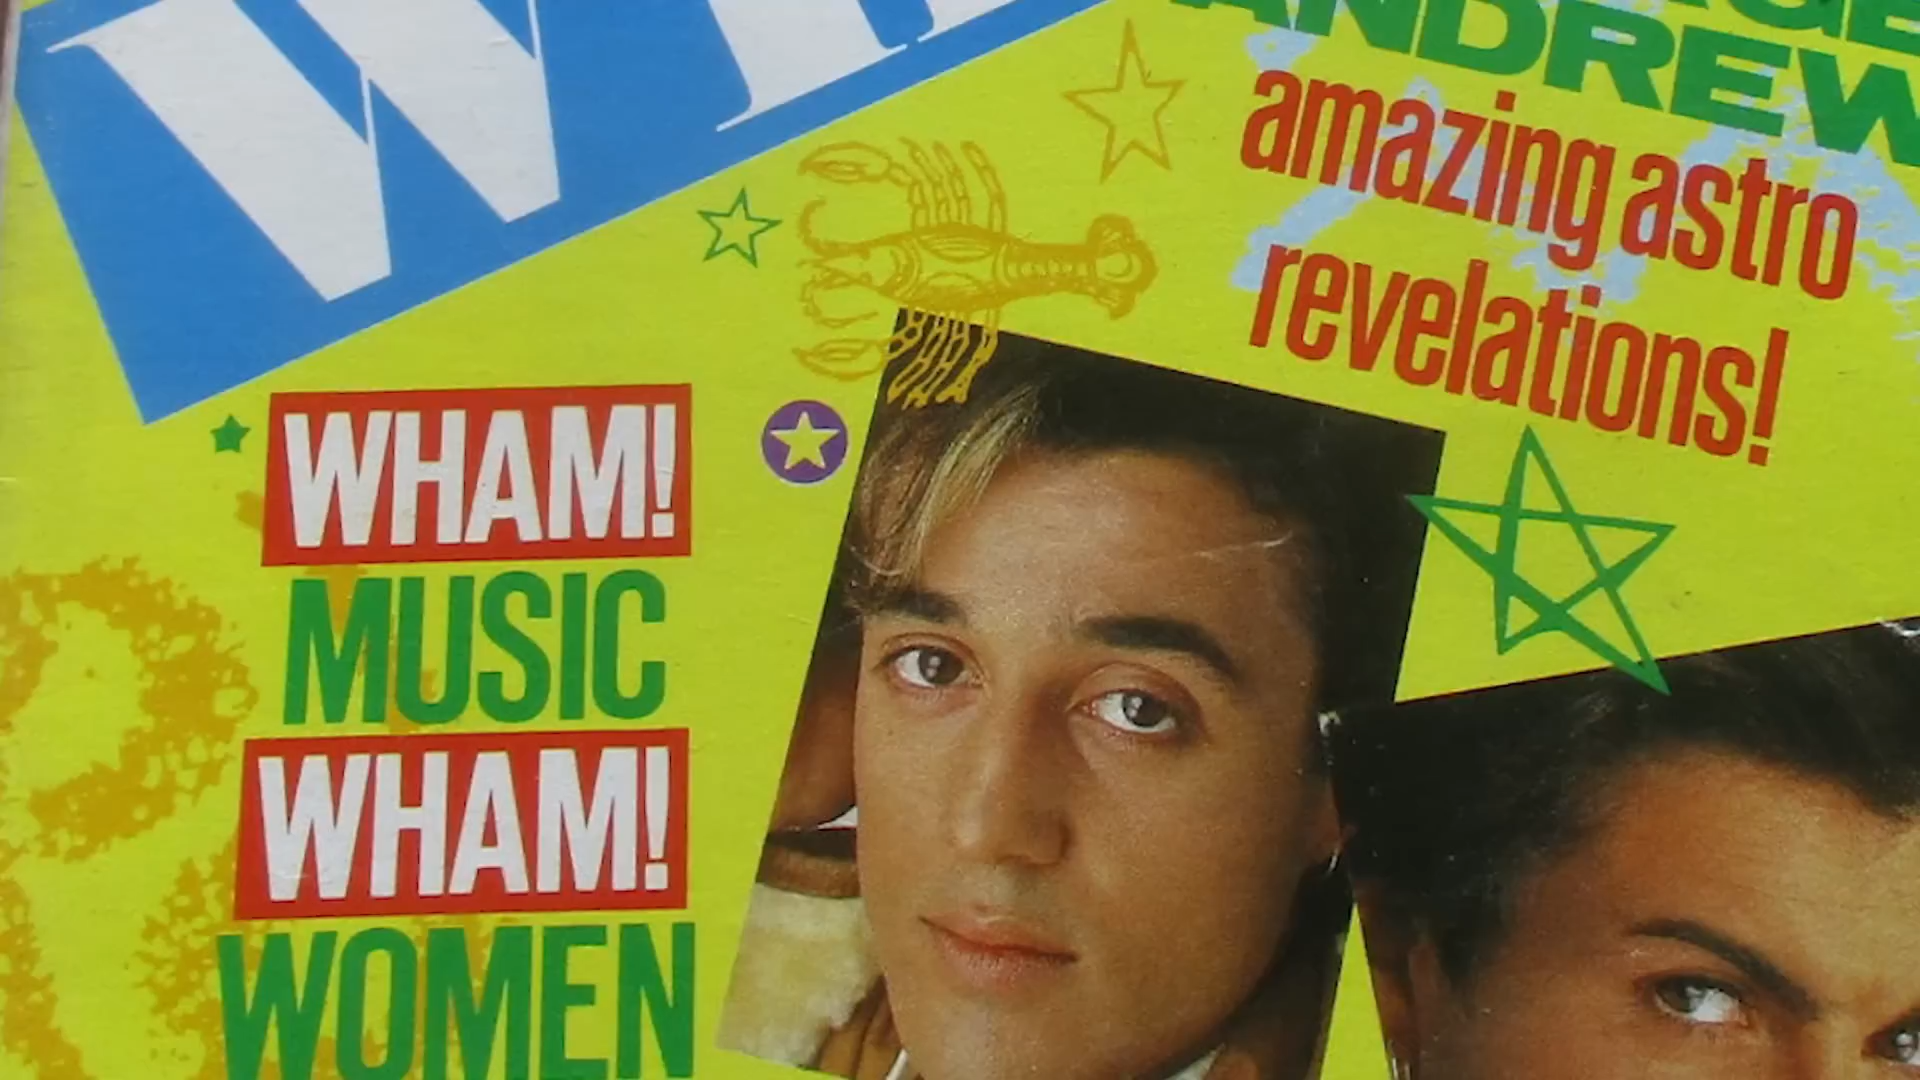 ANDREW
amazing astro
revelations!
WHAM!
MUSIC
WHAM!
WOMEN